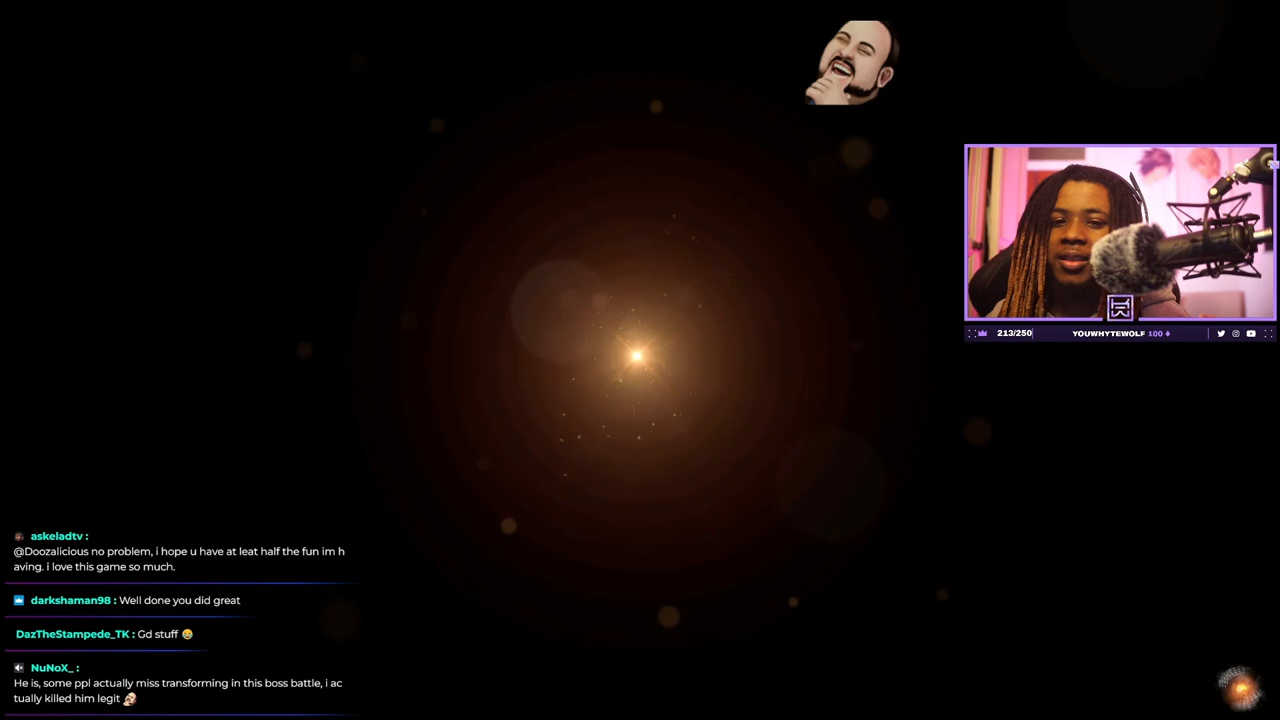 213/250
YOUWHYTEWOLF 100
askeladtv :
@Doozalicious no problem, i hope u have at leat half the fun im h
aving. i love this game so much.
darkshaman98 : Well done you did great
DazTheStampede_TK : Gd stuff 😂
NuNoX_ :
He is, some ppl actually miss transforming in this boss battle, i ac
tually killed him legit